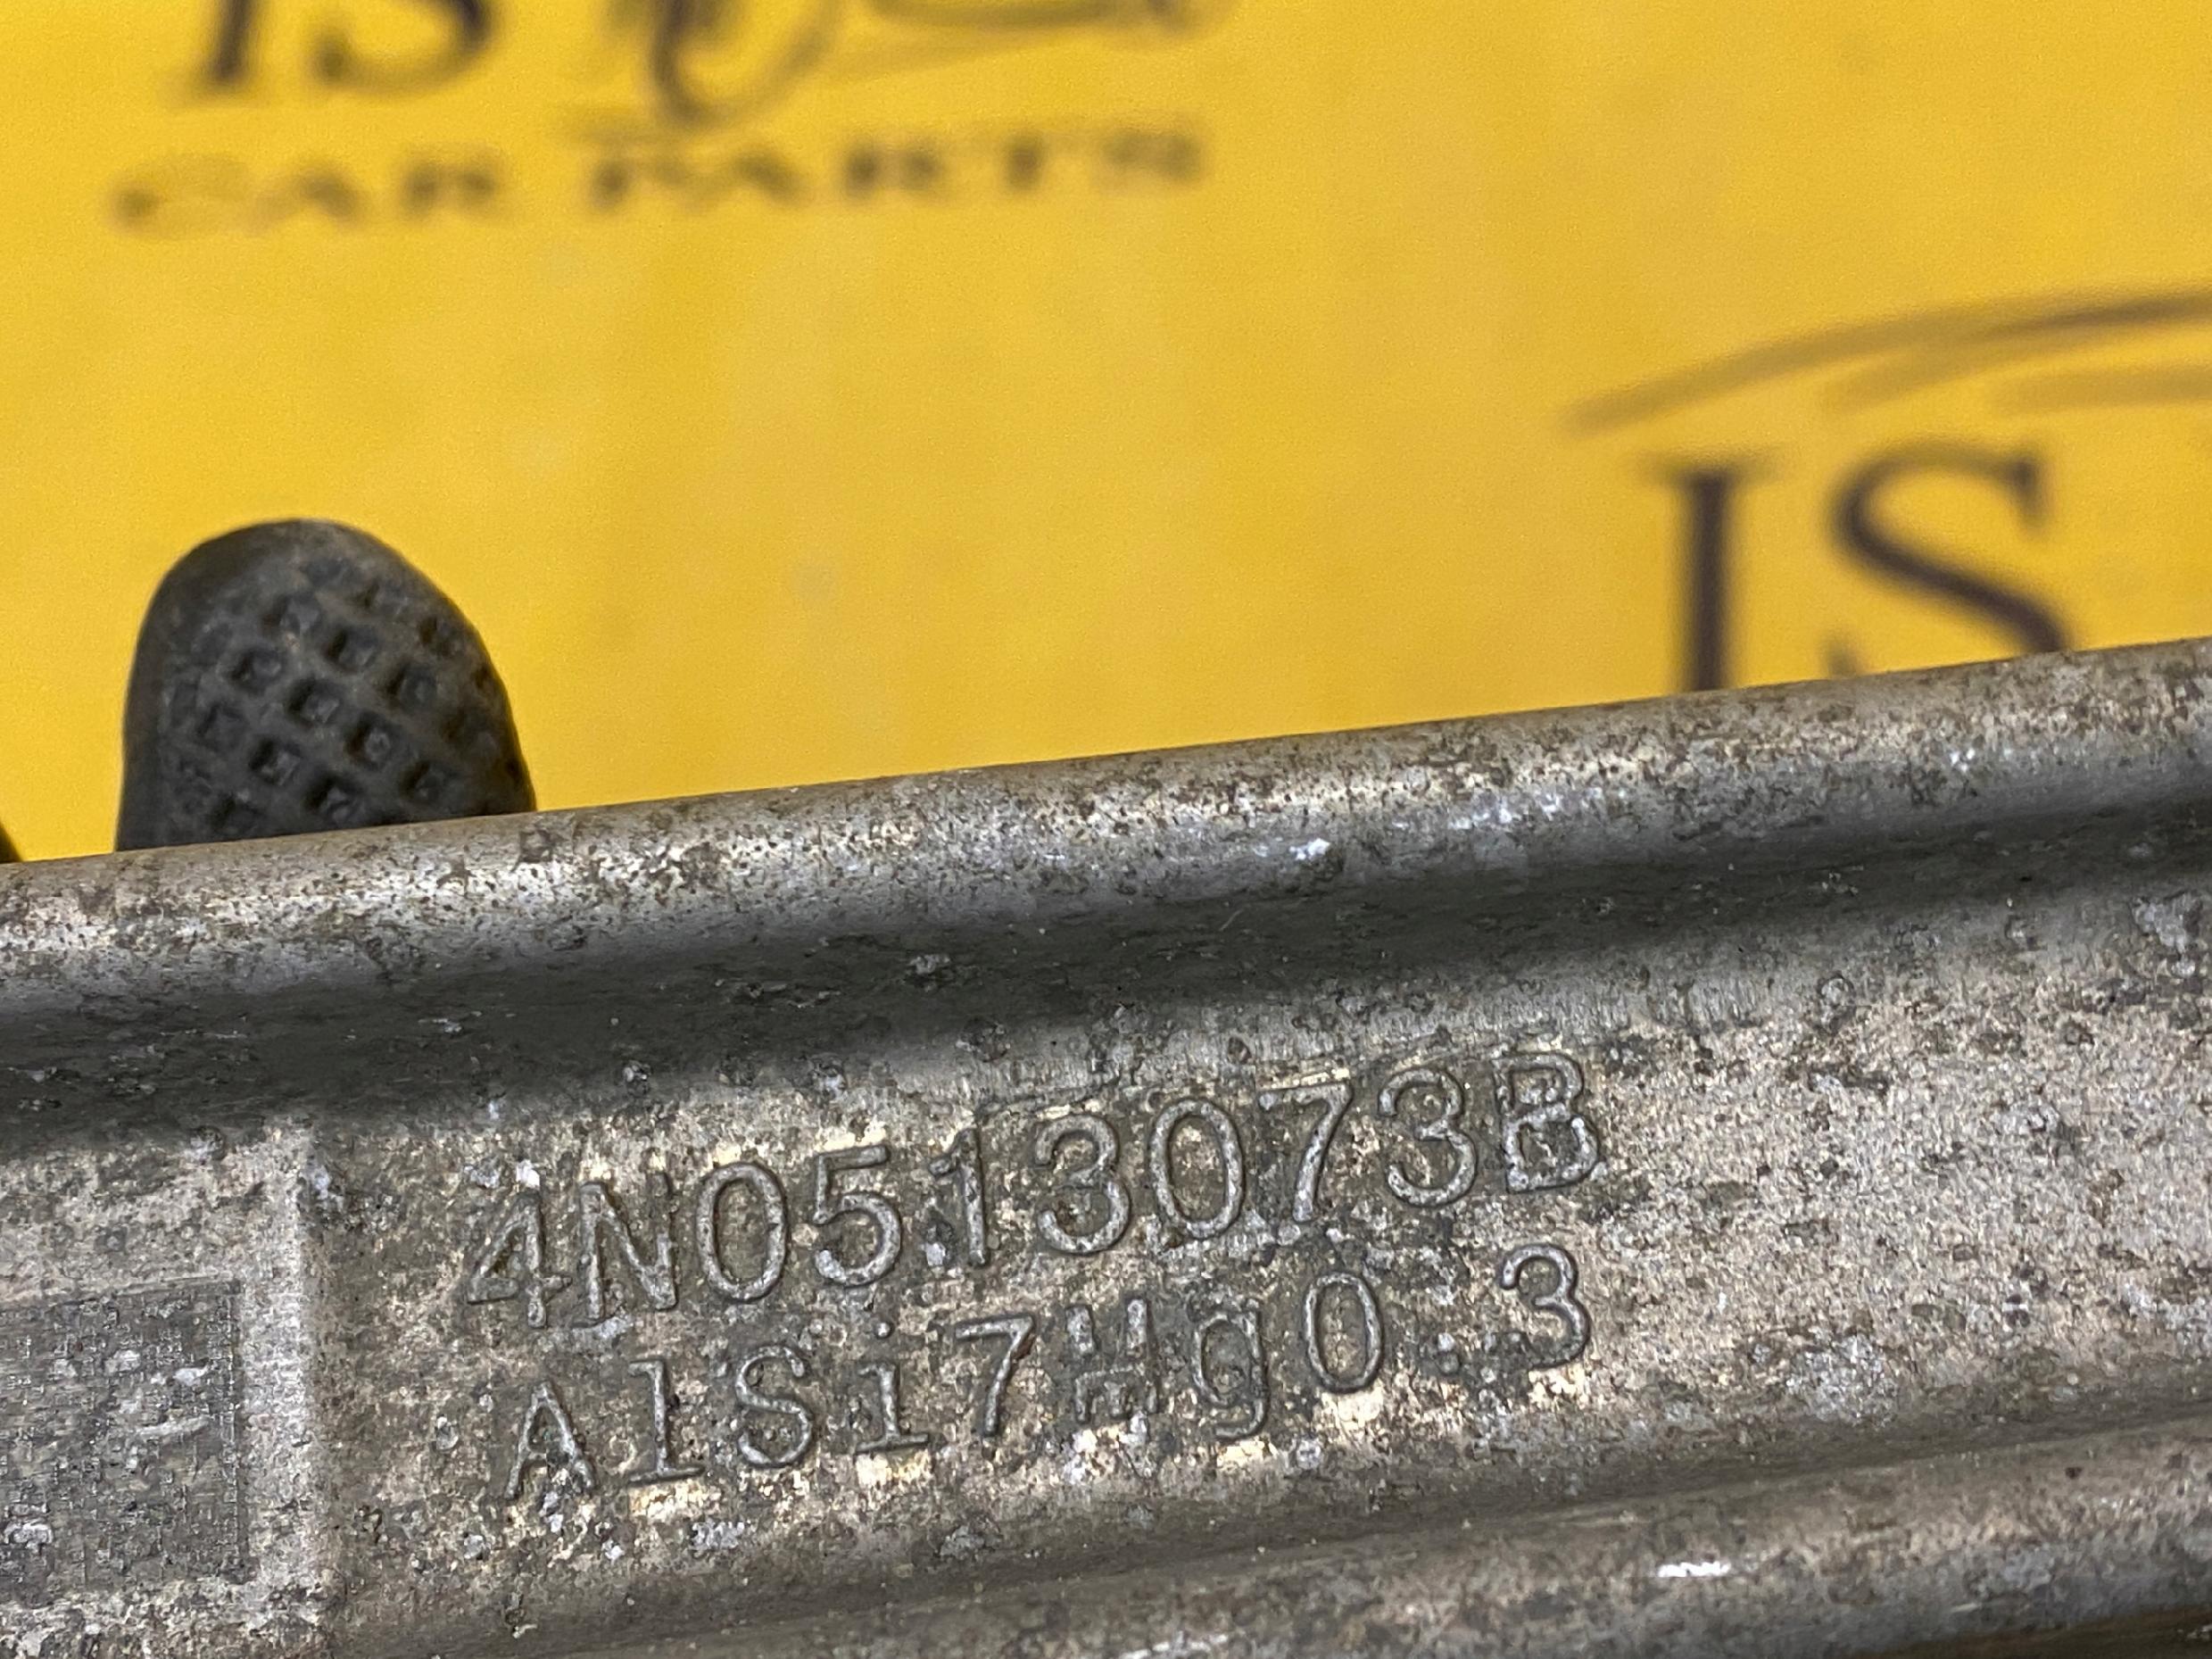 IS
CAR PARTS
IS
4N0513073B
AlSi7Mg0.3